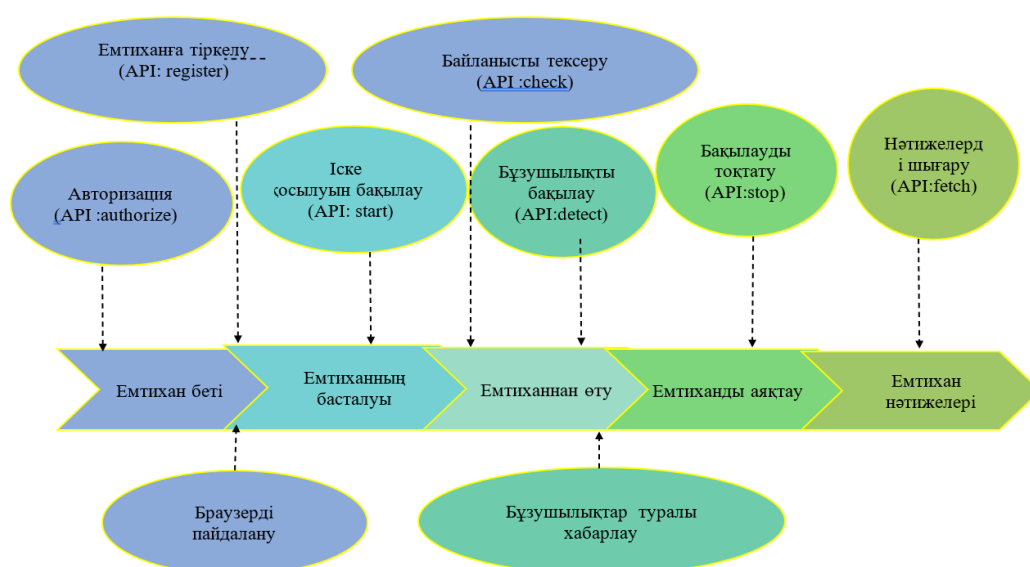 Емтиханға тіркелу
(API: register)
Байланысты тексеру
(API :check)
Авторизация
(API :authorize)
Іске
қосылуын бақылау
(API: start)
Бұзушылықты
бақылау
(API:detect)
Бақылауды
тоқтату
(API:stop)
Нәтижелерд
і шығару
(API:fetch)
Емтихан беті
Емтиханның
басталуы
Емтиханнан өту
Емтиханды аяқтау
Емтихан
нәтижелері
Браузерді
пайдалану
Бұзушылықтар туралы
хабарлау